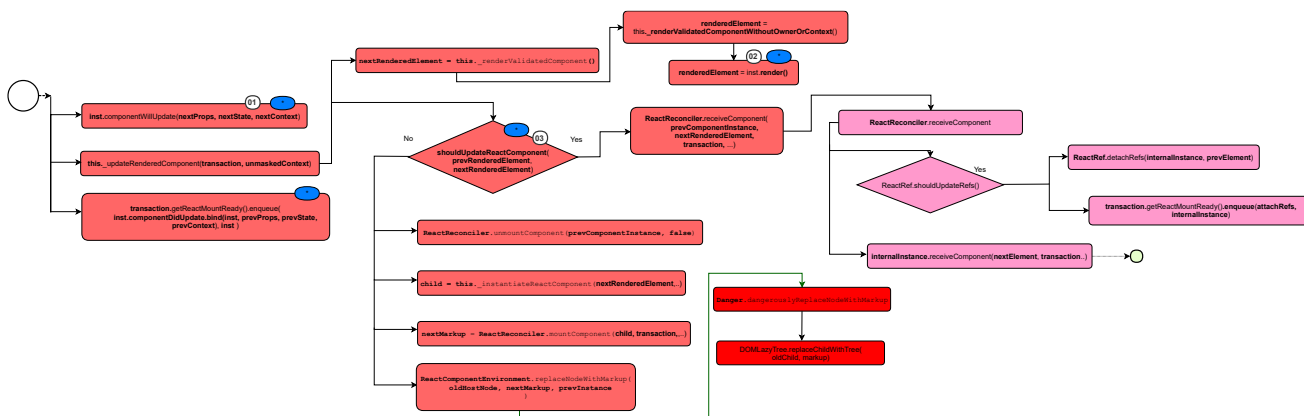 renderedElement =
this._renderValidatedComponentWithoutOwnerOrContext()
02
*
nextRenderedElement = this._renderValidatedComponent()
renderedElement = inst.render()
01
*
inst.componentWillUpdate(nextProps, nextState, nextContext)
ReactReconciler.receiveComponent(
prevComponentInstance,
nextRenderedElement,
transaction, ...)
ReactReconciler.receiveComponent
No
*
03
Yes
shouldUpdateReactComponent(
prevRenderedElement,
nextRenderedElement)
this._updateRenderedComponent(transaction, unmaskedContext)
ReactRef.detachRefs(internalInstance, prevElement)
Yes
ReactRef.shouldUpdateRefs()
*
transaction.getReactMountReady().enqueue(
inst.componentDidUpdate.bind(inst, prevProps, prevState,
prevContext), inst )
transaction.getReactMountReady().enqueue(attachRefs,
internalInstance)
ReactReconciler.unmountComponent(prevComponentInstance, false)
internalInstance.receiveComponent(nextElement, transaction..)
child = this._instantiateReactComponent(nextRenderedElement,..)
Danger.dangerouslyReplaceNodeWithMarkup
nextMarkup = ReactReconciler.mountComponent(child, transaction,...)
DOMLazyTree.replaceChildWithTree(
oldChild, markup)
ReactComponentEnvironment.replaceNodeWithMarkup(
oldHostNode, nextMarkup, prevInstance
)